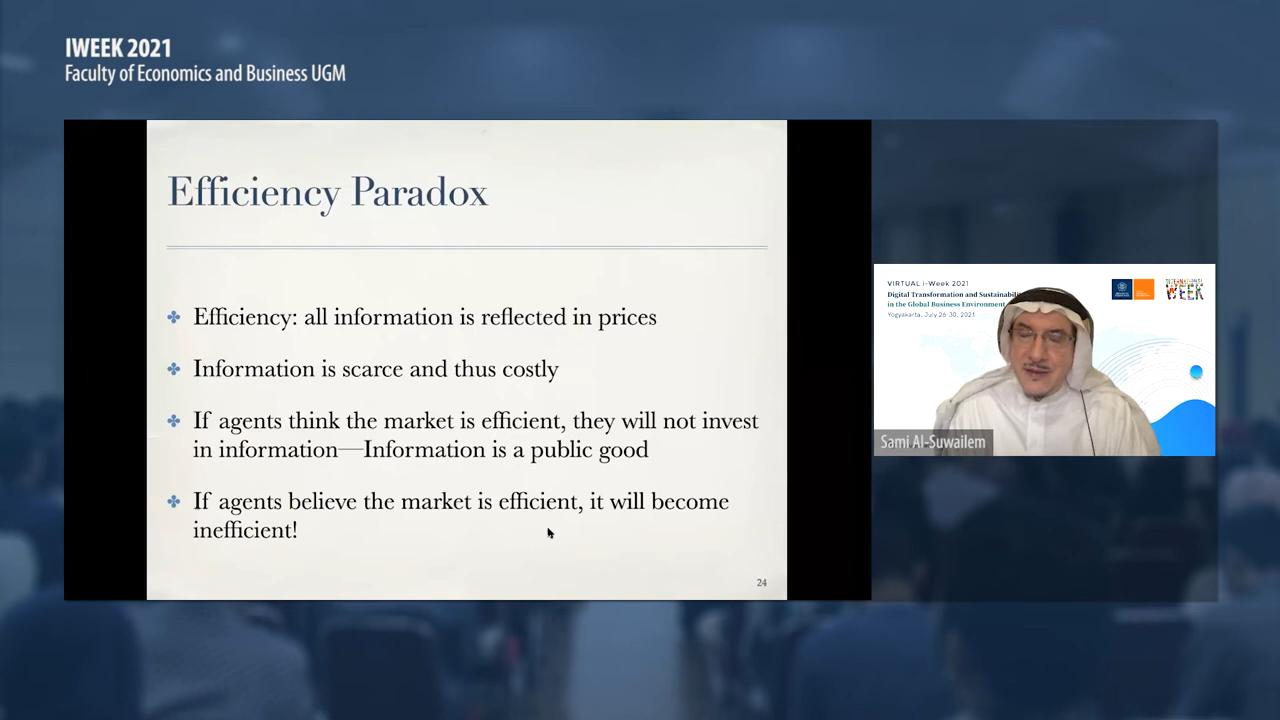 IWEEK 2021
Faculty of Economics and Business UGM
Efficiency Paradox
Efficiency: all information is reflected in prices
Information is scarce and thus costly
If agents think the market is efficient, they will not invest
in information—Information is a public good
If agents believe the market is efficient, it will become
inefficient!
24
VIRTUAL i-Week 2021
Digital Transformation and Sustainabili
in the Global Business Environment
Yogyakarta, July 26-30, 2021
INTERNATIONAL
WEEK
Sami Al-Suwailem